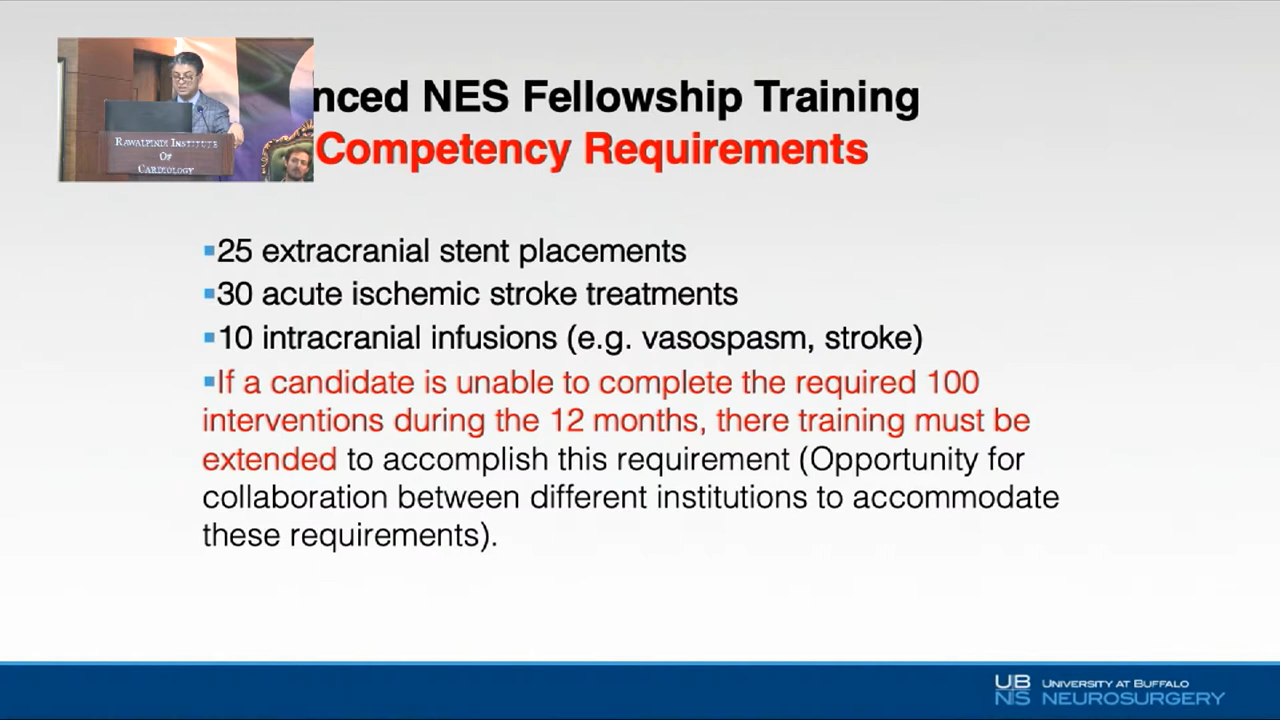 nced NES Fellowship Training
Competency Requirements
RAWALPINDI INSTITUTE
OF
CARDIOLOGY
▪25 extracranial stent placements
▪30 acute ischemic stroke treatments
▪10 intracranial infusions (e.g. vasospasm, stroke)
▪If a candidate is unable to complete the required 100
interventions during the 12 months, there training must be
extended to accomplish this requirement (Opportunity for
collaboration between different institutions to accommodate
these requirements).
UB
NS
UNIVERSITY AT BUFFALO
NEUROSURGERY